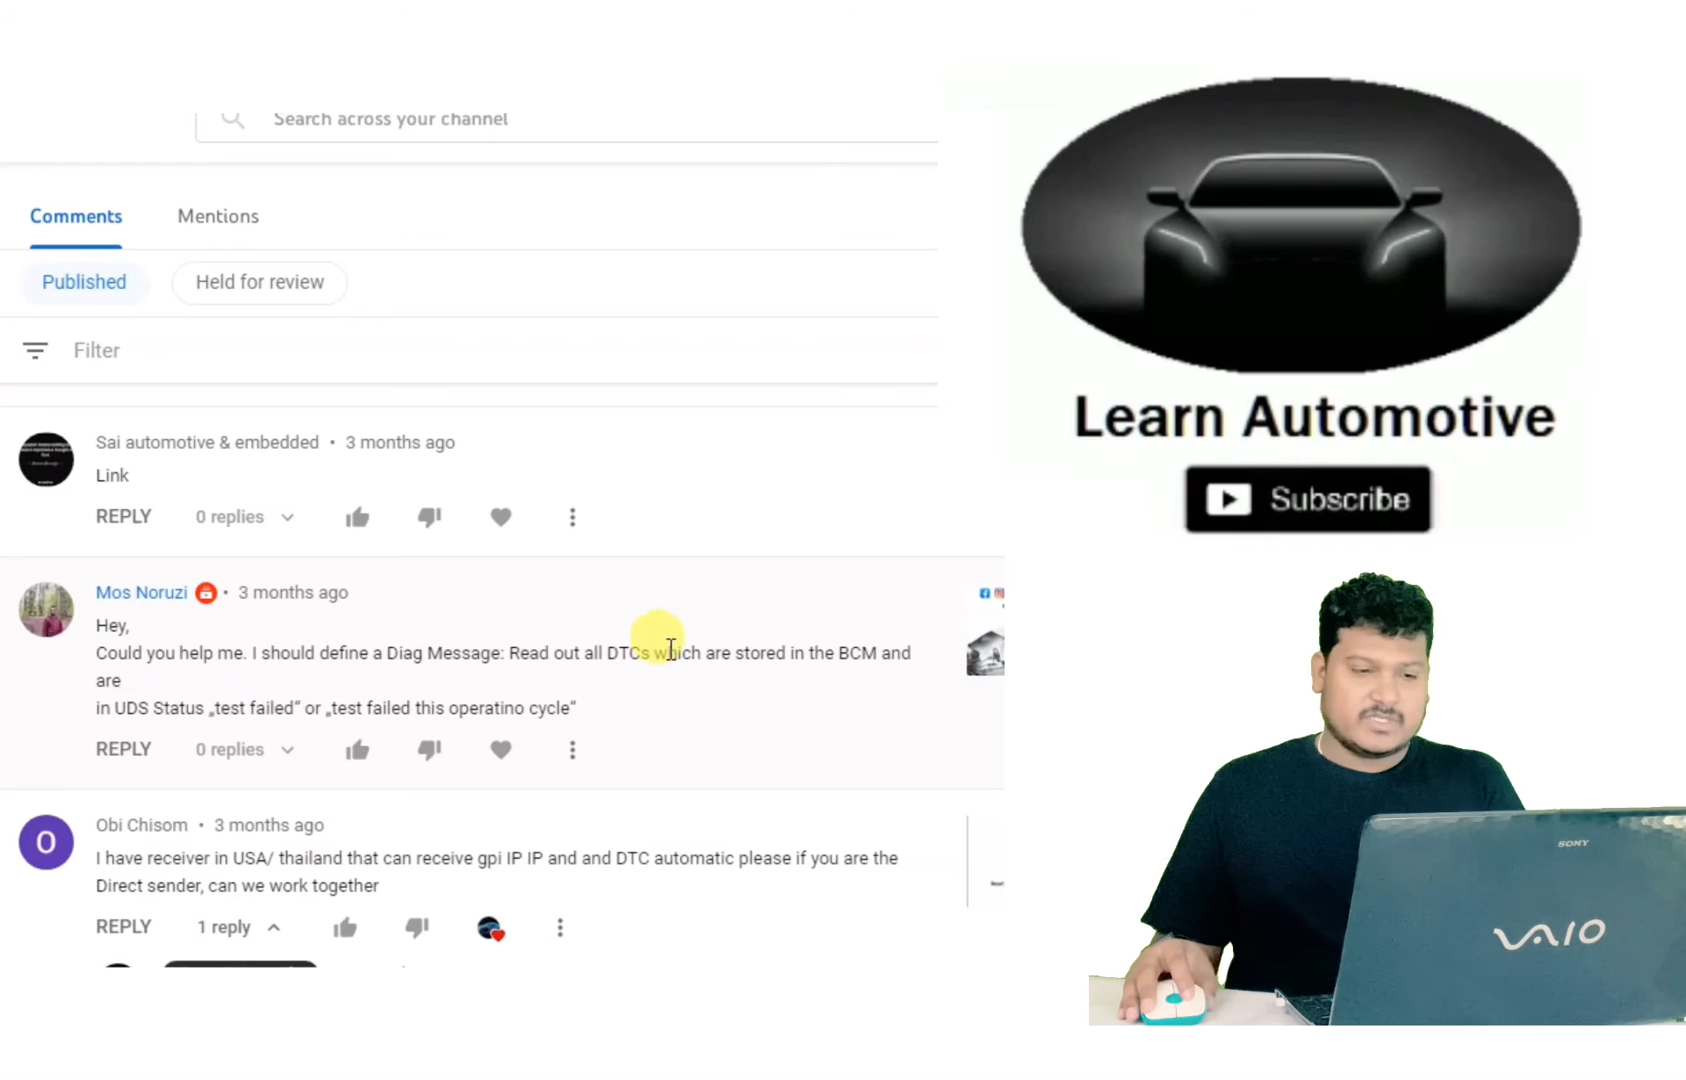 Search across your channel
Comments
Mentions
Published
Held for review
Filter
Sai automotive & embedded • 3 months ago
Link
REPLY
0 replies
Mos Noruzi • 3 months ago
Hey,
Could you help me. I should define a Diag Message: Read out all DTCs which are stored in the BCM and
are
in UDS Status „test failed“ or „test failed this operatino cycle“
REPLY
0 replies
Obi Chisom • 3 months ago
I have receiver in USA/ thailand that can receive gpi IP IP and and DTC automatic please if you are the
Direct sender, can we work together
REPLY
1 reply
O
Learn Automotive
Subscribe
SONY
VAIO